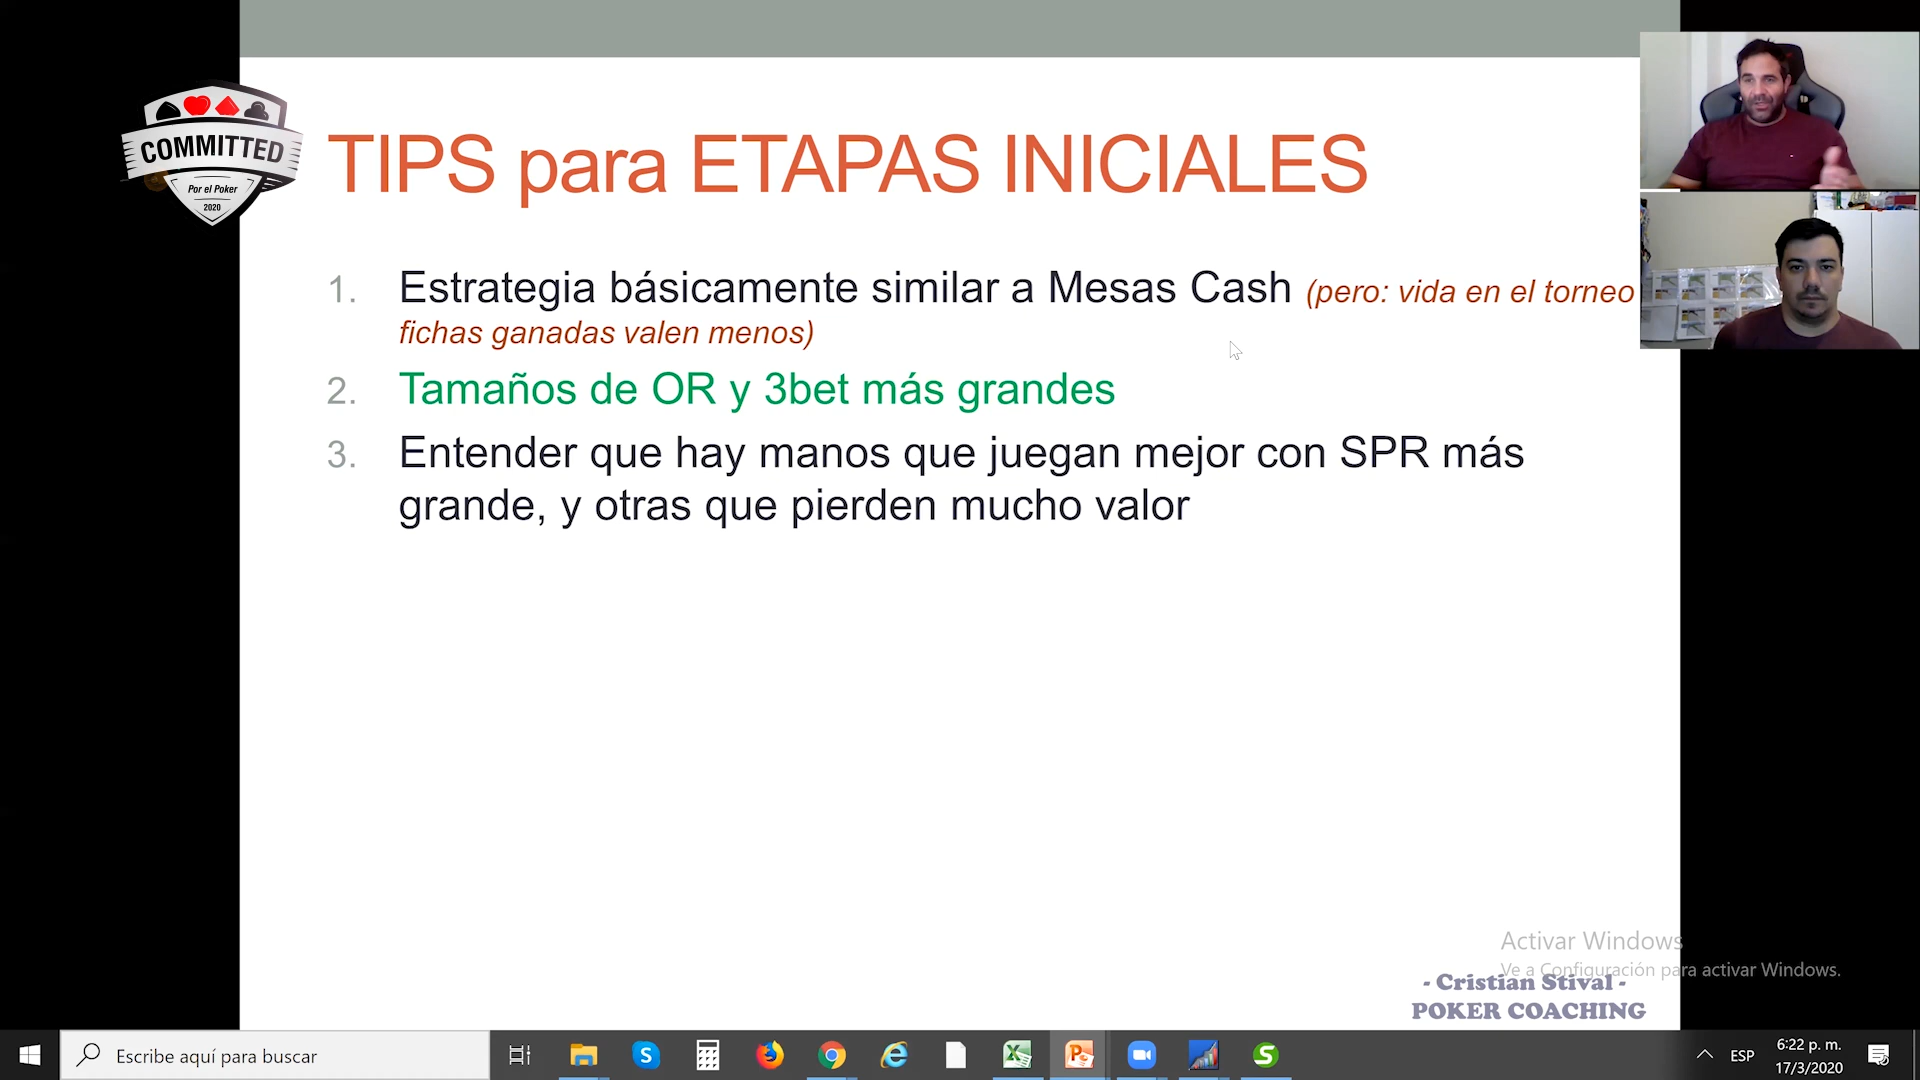 COMMITTED
Por el Poker
2020
TIPS para ETAPAS INICIALES
1. Estrategia básicamente similar a Mesas Cash (pero: vida en el torneo
fichas ganadas valen menos)
2. Tamaños de OR y 3bet más grandes
3. Entender que hay manos que juegan mejor con SPR más
grande, y otras que pierden mucho valor
Activar Windows
Ve a Configuración para activar Windows.
- Cristian Stival -
POKER COACHING
Escribe aquí para buscar
ESP
6:22 p. m.
17/3/2020